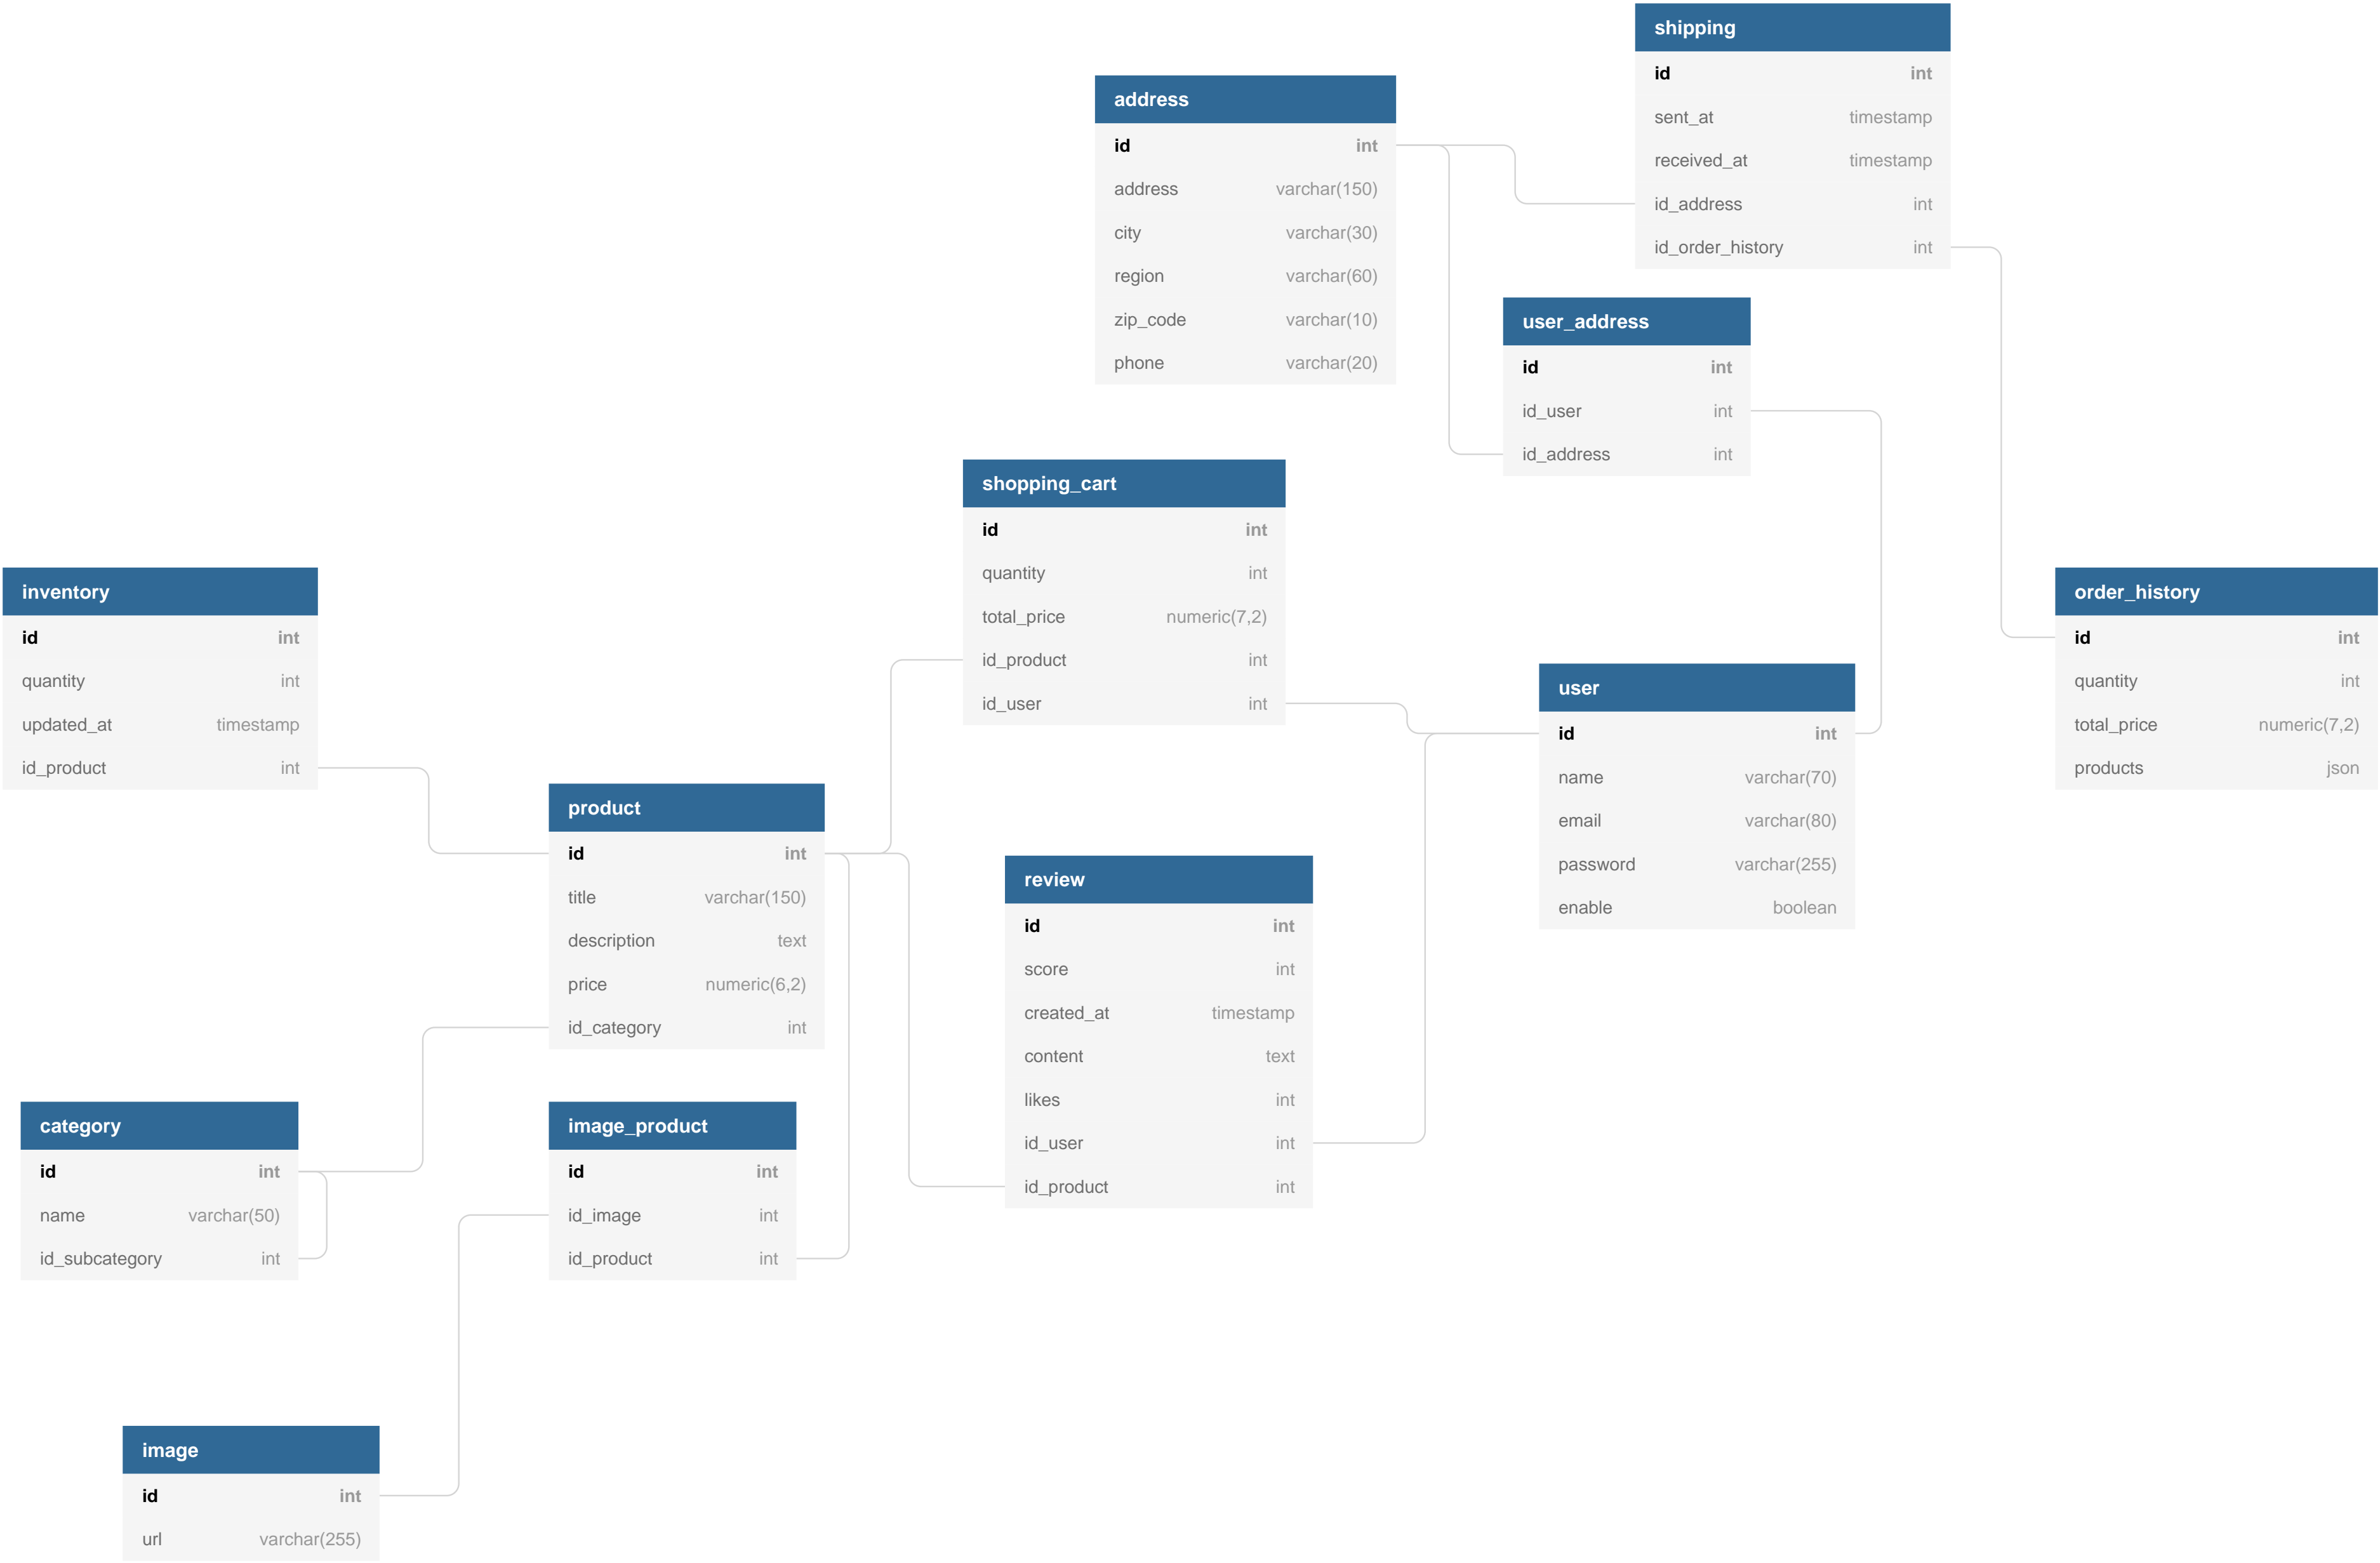 shipping
id int
sent_at timestamp
received_at timestamp
id_address int
id_order_history int
address
id int
address varchar(150)
city varchar(30)
region varchar(60)
zip_code varchar(10)
phone varchar(20)
user_address
id int
id_user int
id_address int
shopping_cart
id int
quantity int
total_price numeric(7,2)
id_product int
id_user int
inventory
id int
quantity int
updated_at timestamp
id_product int
order_history
id int
quantity int
total_price numeric(7,2)
products json
user
id int
name varchar(70)
email varchar(80)
password varchar(255)
enable boolean
product
id int
title varchar(150)
description text
price numeric(6,2)
id_category int
review
id int
score int
created_at timestamp
content text
likes int
id_user int
id_product int
category
id int
name varchar(50)
id_subcategory int
image_product
id int
id_image int
id_product int
image
id int
url varchar(255)